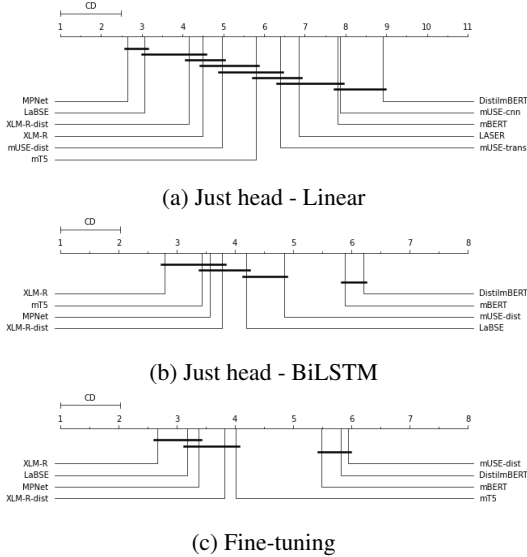 CD
1 2 3 4 5 6 7 8 9 10 11
MPNet DistilmBERT
LaBSE mUSE-cnn
XLM-R-dist mBERT
XLM-R LASER
mUSE-dist mUSE-trans
mT5
(a) Just head - Linear
CD
1 2 3 4 5 6 7 8
XLM-R DistilmBERT
mT5 mBERT
MPNet mUSE-dist
XLM-R-dist LaBSE
(b) Just head - BiLSTM
CD
1 2 3 4 5 6 7 8
XLM-R mUSE-dist
LaBSE DistilmBERT
MPNet mBERT
XLM-R-dist mT5
(c) Fine-tuning